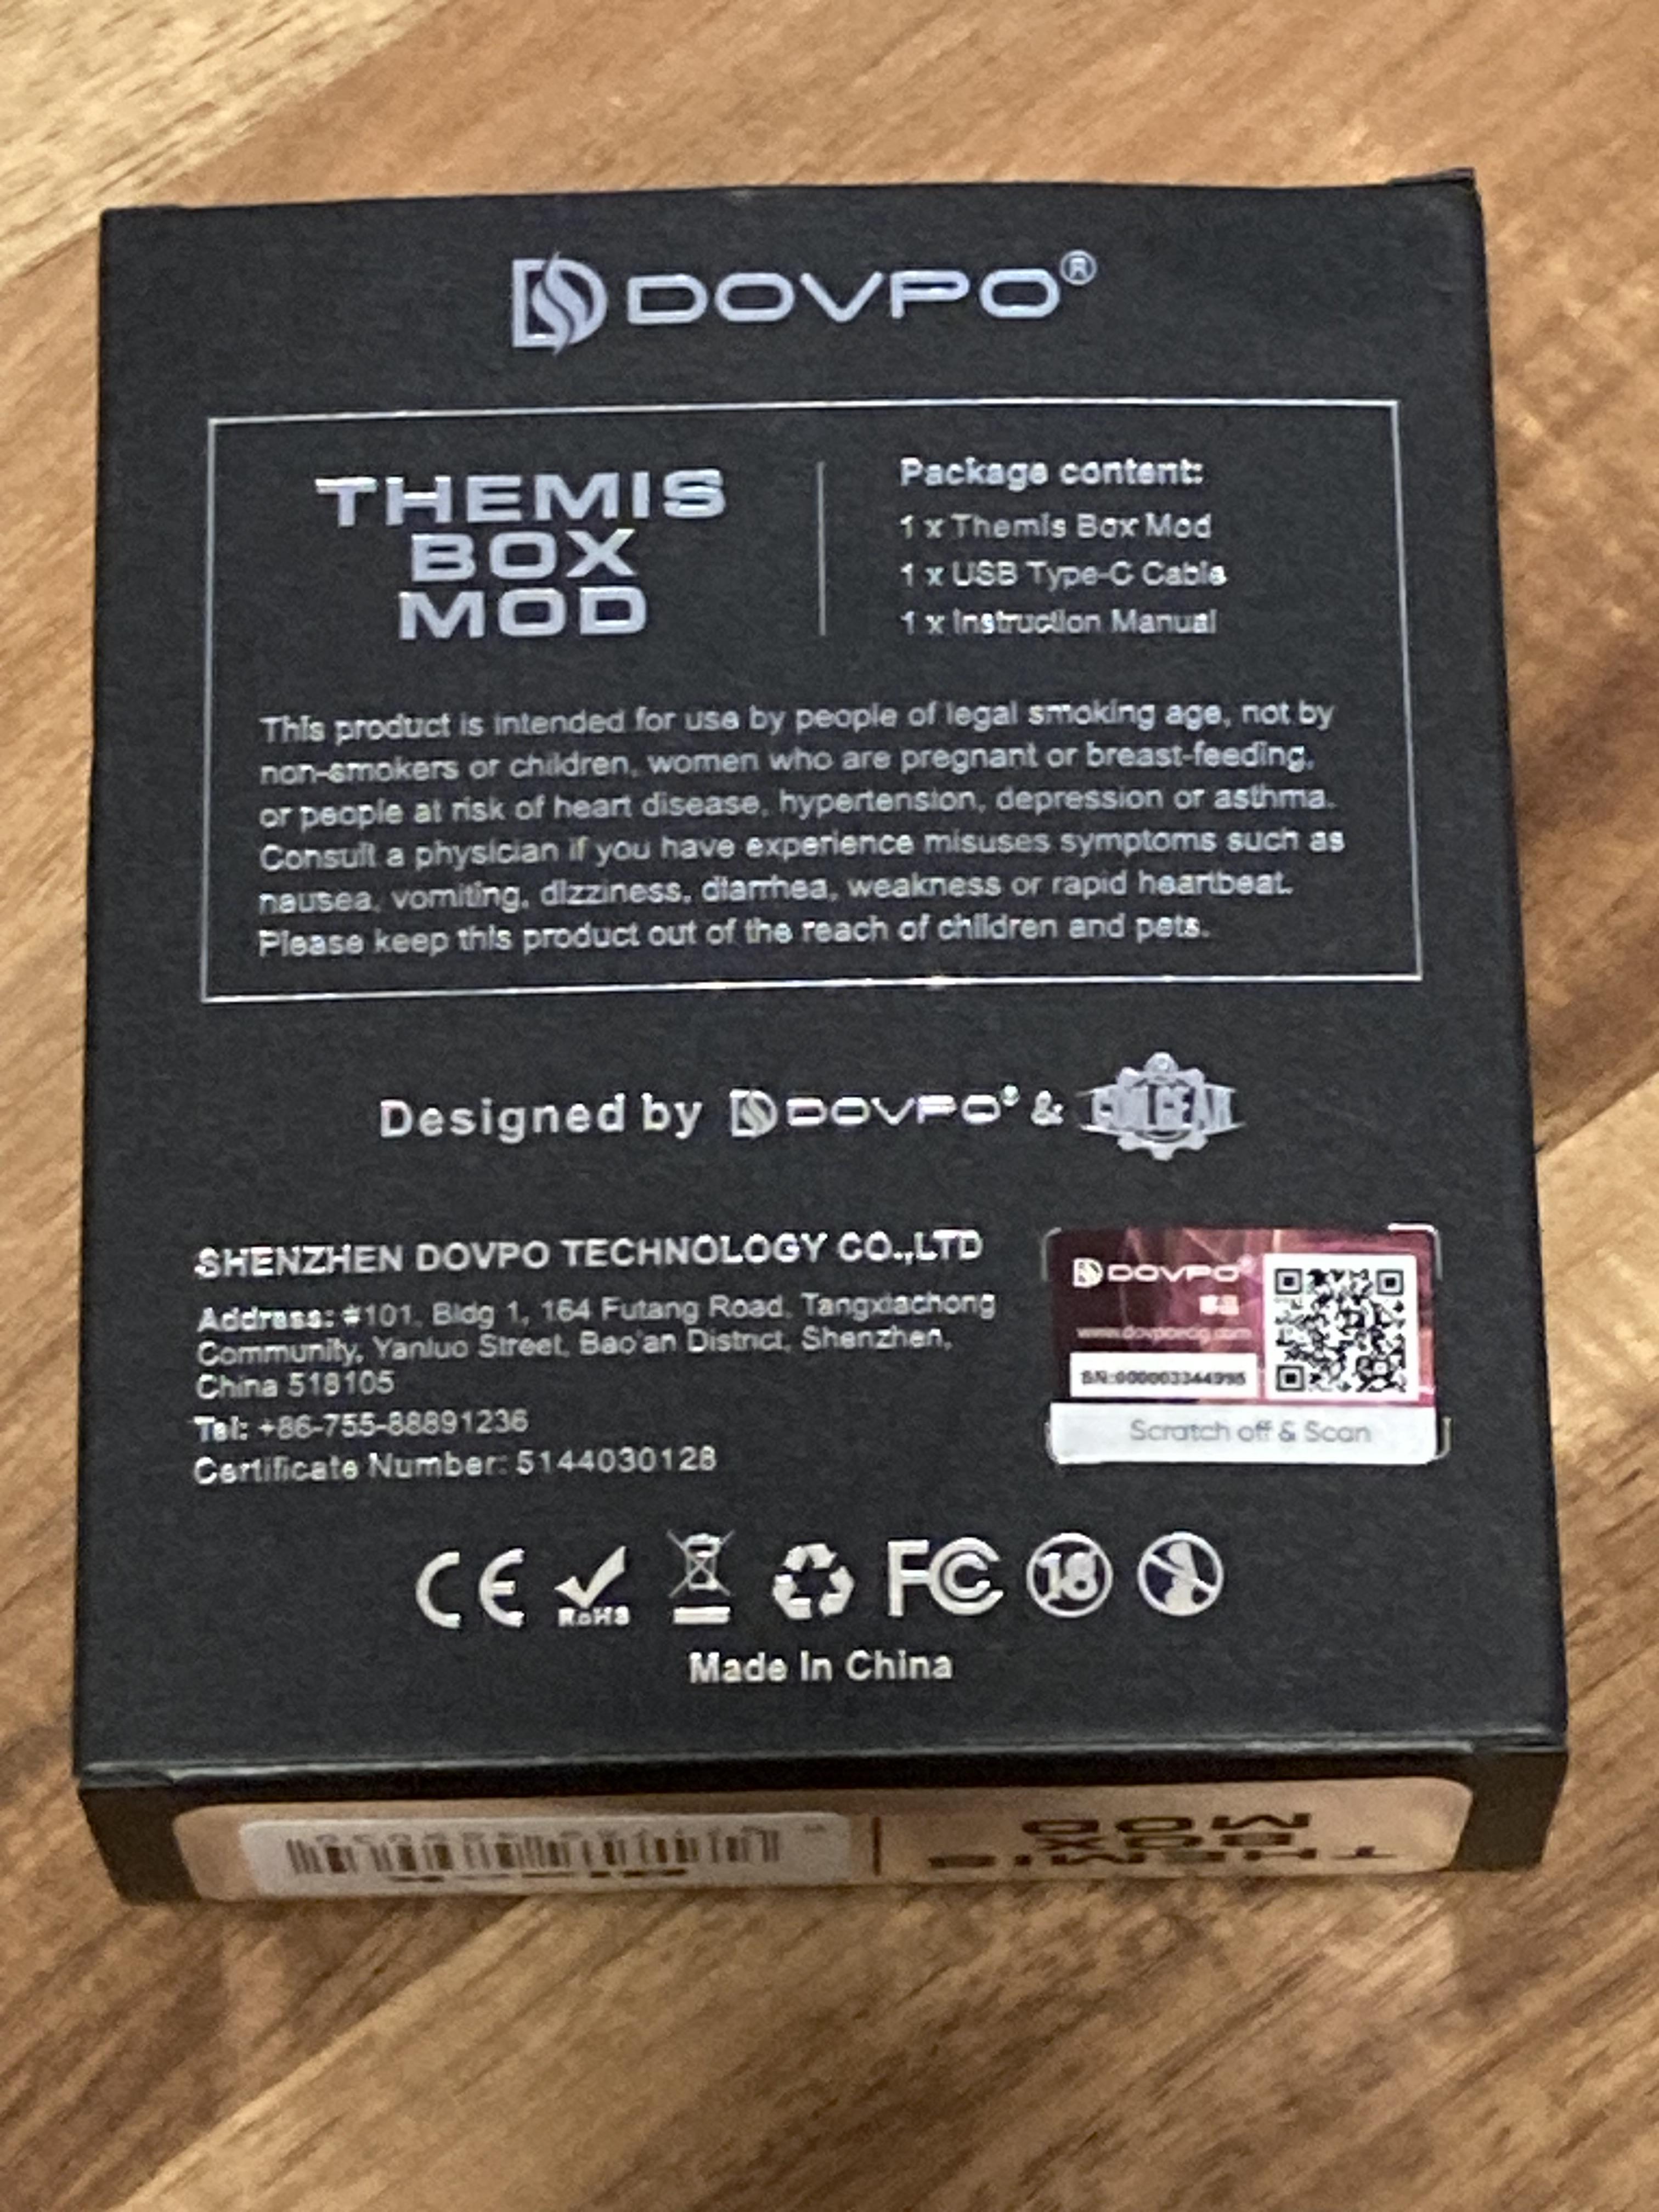 DOVPO®
THEMIS
BOX
MOD
Package content:
1 x Themis Box Mod
1 x USB Type-C Cable
1 x Instruction Manual
This product is intended for use by people of legal smoking age, not by
non-smokers or children, women who are pregnant or breast-feeding,
or people at risk of heart disease, hypertension, depression or asthma.
Consult a physician if you have experience misuses symptoms such as
nausea, vomiting, dizziness, diarrhea, weakness or rapid heartbeat.
Please keep this product out of the reach of children and pets.
Designed by DOVPO® &
SHENZHEN DOVPO TECHNOLOGY CO.,LTD
Address: #101, Bldg 1, 164 Futang Road, Tangxiachong
Community, Yanluo Street, Bao'an District, Shenzhen,
China 518105
Tel: +86-755-88891236
Certificate Number: 5144030128
DOVPO®
www.dovpoecig.com
Scratch off & Scan
CE RoHS FC 18
Made In China
THEMIS
BOX
MOD